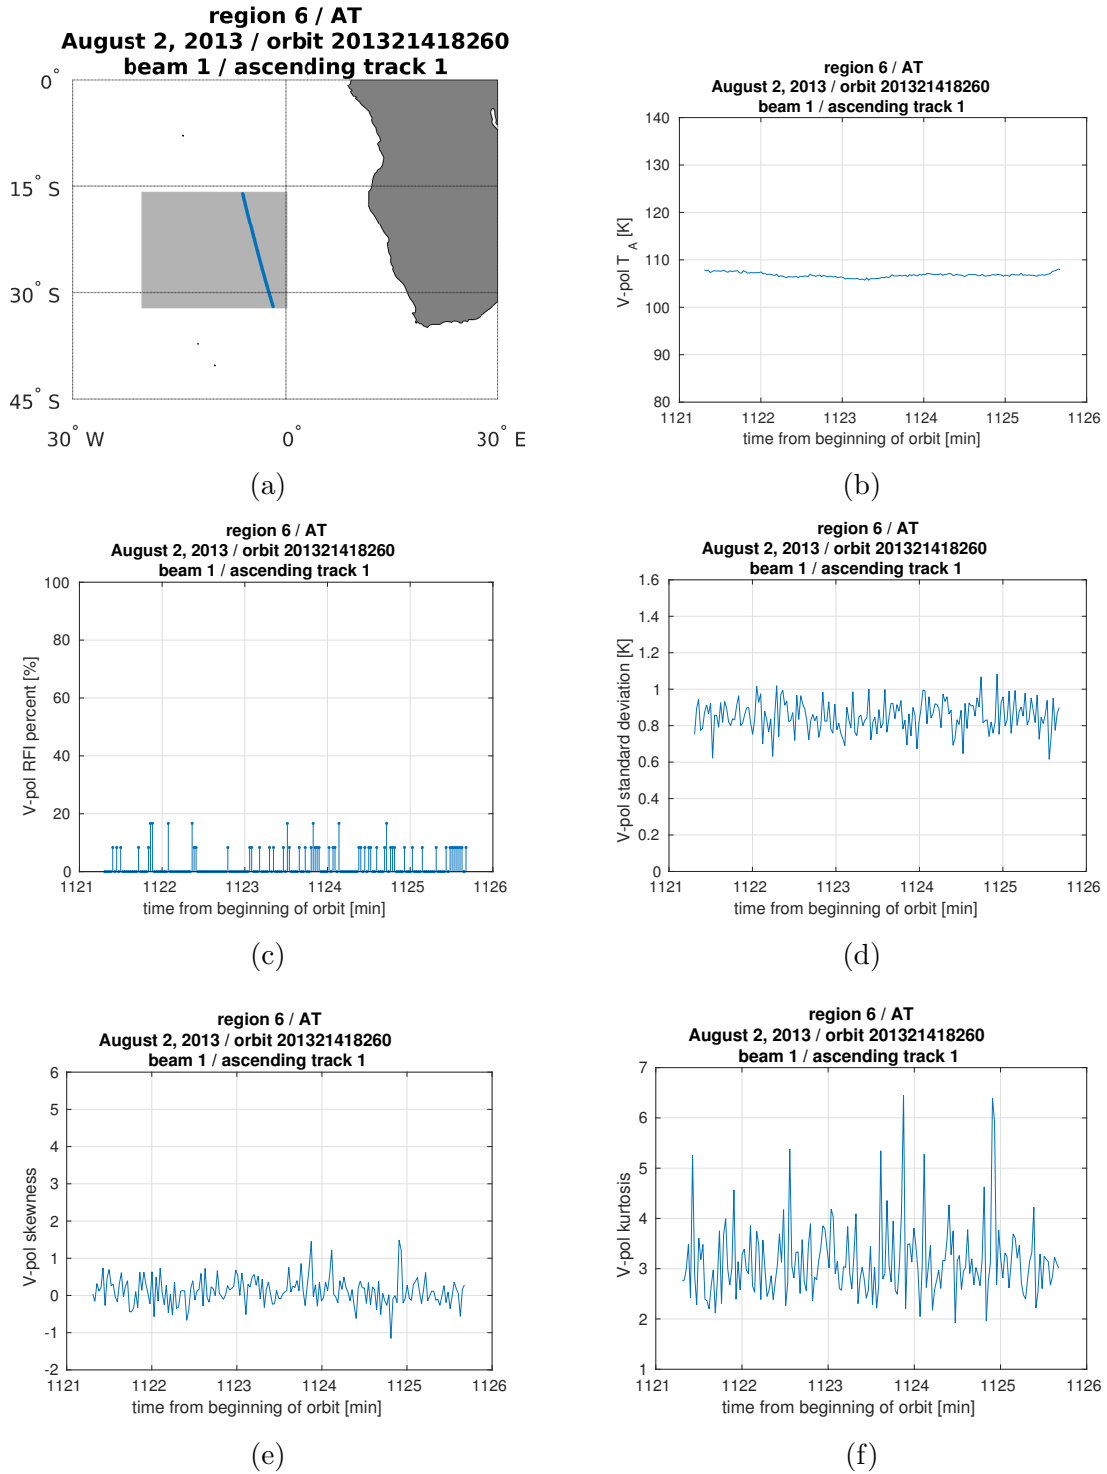 region 6 / AT
August 2, 2013 / orbit 201321418260
beam 1 / ascending track 1
0°
15° S
30° S
45° S
30° W
0°
30° E
(a)
region 6 / AT
August 2, 2013 / orbit 201321418260
beam 1 / ascending track 1
V-pol T_A [K]
140
130
120
110
100
90
80
1121
1122
1123
1124
1125
1126
time from beginning of orbit [min]
(b)
region 6 / AT
August 2, 2013 / orbit 201321418260
beam 1 / ascending track 1
V-pol RFI percent [%]
100
80
60
40
20
0
1121
1122
1123
1124
1125
1126
time from beginning of orbit [min]
(c)
region 6 / AT
August 2, 2013 / orbit 201321418260
beam 1 / ascending track 1
V-pol standard deviation [K]
1.6
1.4
1.2
1
0.8
0.6
0.4
0.2
0
1121
1122
1123
1124
1125
1126
time from beginning of orbit [min]
(d)
region 6 / AT
August 2, 2013 / orbit 201321418260
beam 1 / ascending track 1
V-pol skewness
6
5
4
3
2
1
0
-1
-2
1121
1122
1123
1124
1125
1126
time from beginning of orbit [min]
(e)
region 6 / AT
August 2, 2013 / orbit 201321418260
beam 1 / ascending track 1
V-pol kurtosis
7
6
5
4
3
2
1
1121
1122
1123
1124
1125
1126
time from beginning of orbit [min]
(f)